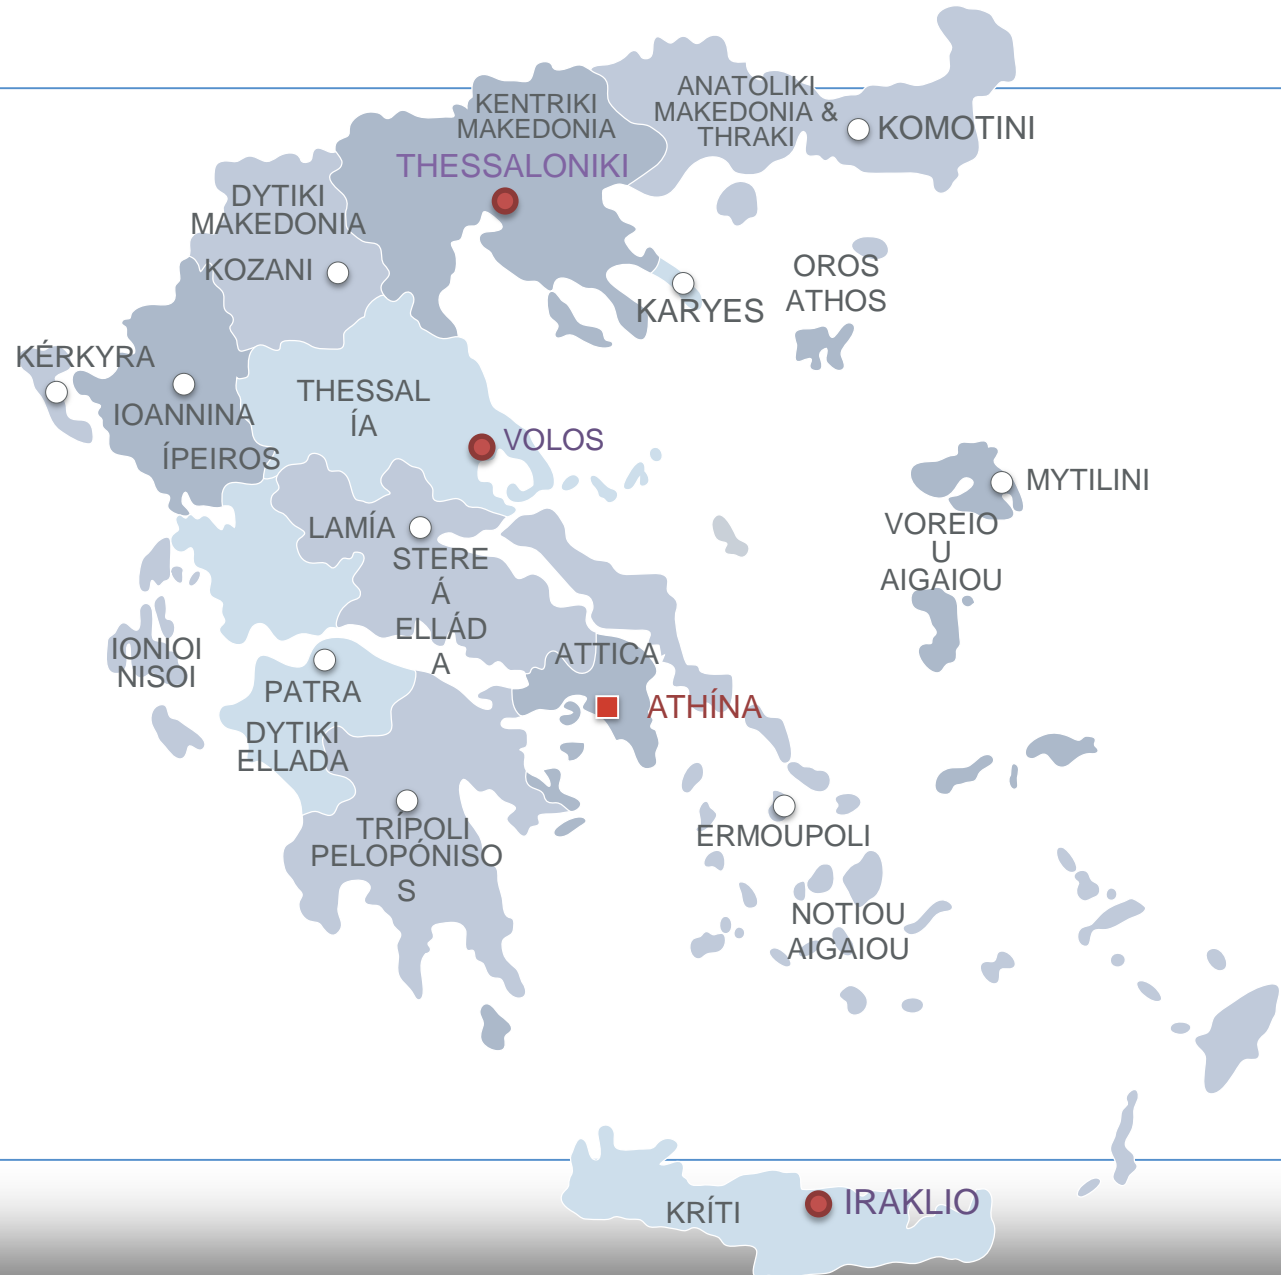 ANATOLIKI
MAKEDONIA &
THRAKI
KENTRIKI
MAKEDONIA
KOMOTINI
THESSALONIKI
DYTIKI
MAKEDONIA
KOZANI
OROS
ATHOS
KARYES
KÉRKYRA
THESSAL
ÍA
IOANNINA
ÍPEIROS
VOLOS
MYTILINI
LAMÍA
VOREIO
U
AIGAIOU
STERE
Á
ELLÁD
A
IONIOI
NISOI
ATTICA
PATRA
ATHÍNA
DYTIKI
ELLADA
TRÍPOLI
PELOPÓNISO
S
ERMOUPOLI
NOTIOU
AIGAIOU
KRÍTI
IRAKLIO